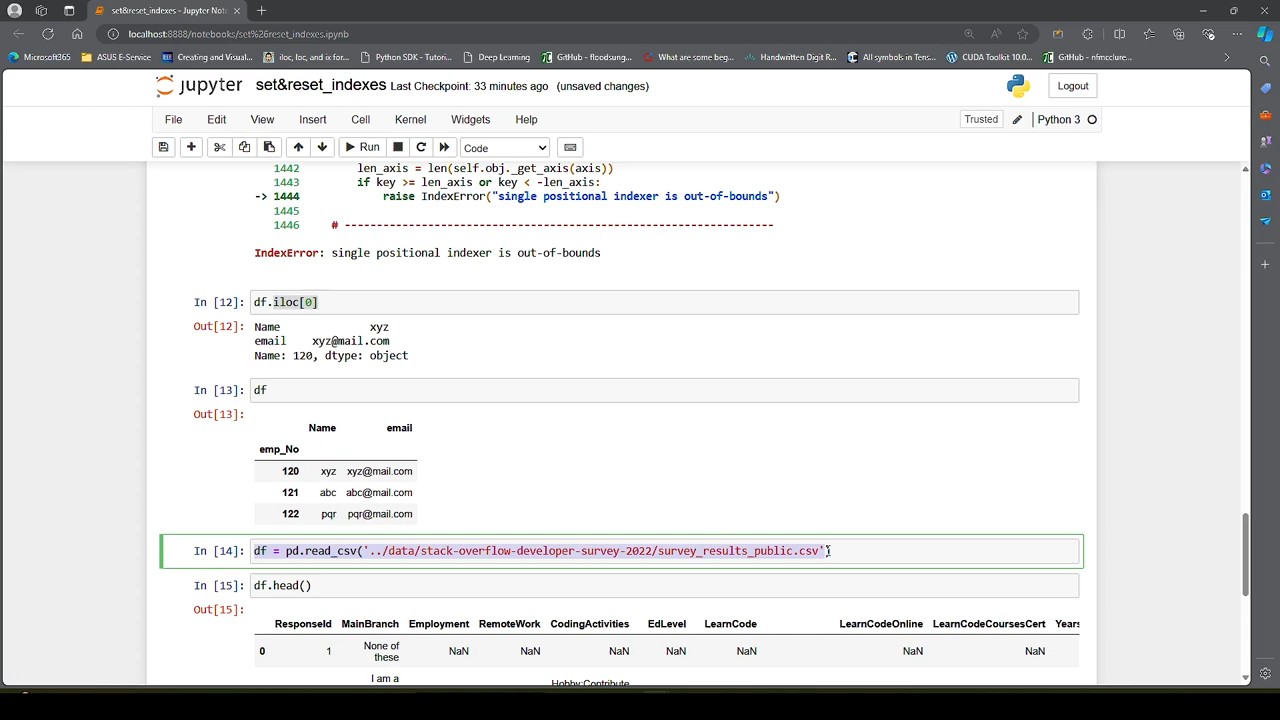 set&reset_indexes - Jupyter Note
localhost:8888/notebooks/set%26reset_indexes.ipynb
Microsoft365 ASUS E-Service Creating and Visual... iloc, loc, and ix for... Python SDK - Tutori... Deep Learning GitHub - floodsung... What are some beg... Handwritten Digit R... All symbols in Tens... CUDA Toolkit 10.0... GitHub - nmcclure...
jupyter set&reset_indexes Last Checkpoint: 33 minutes ago (unsaved changes) Logout
File Edit View Insert Cell Kernel Widgets Help Trusted Python 3
Run Code
1442 len_axis = len(self.obj._get_axis(axis))
1443 if key >= len_axis or key < -len_axis:
-> 1444 raise IndexError("single positional indexer is out-of-bounds")
1445
1446 # -------------------------------------------------------------------
IndexError: single positional indexer is out-of-bounds
In [12]: df.iloc[0]
Out[12]: Name xyz
email xyz@mail.com
Name: 120, dtype: object
In [13]: df
Out[13]:
Name email
emp_No
120 xyz xyz@mail.com
121 abc abc@mail.com
122 pqr pqr@mail.com
In [14]: df = pd.read_csv('../data/stack-overflow-developer-survey-2022/survey_results_public.csv')
In [15]: df.head()
Out[15]:
ResponseId MainBranch Employment RemoteWork CodingActivities EdLevel LearnCode LearnCodeOnline LearnCodeCoursesCert Years
0 1 None of these NaN NaN NaN NaN NaN NaN NaN
I am a
Hobby;Contribute